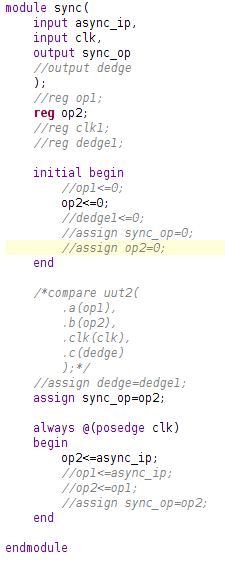 module sync(
    input async_ip,
    input clk,
    output sync_op
    //output dedge
    );
    //reg op1;
    reg op2;
    //reg clk1;
    //reg dedge1;

    initial begin
        //op1<=0;
        op2<=0;
        //dedge1<=0;
        //assign sync_op=0;
        //assign op2=0;
    end

    /*compare uut2(
        .a(op1),
        .b(op2),
        .clk(clk),
        .c(dedge)
        );*/
    //assign dedge=dedge1;
    assign sync_op=op2;

    always @(posedge clk)
    begin
        op2<=async_ip;
        //op1<=async_ip;
        //op2<=op1;
        //assign sync_op=op2;
    end

endmodule